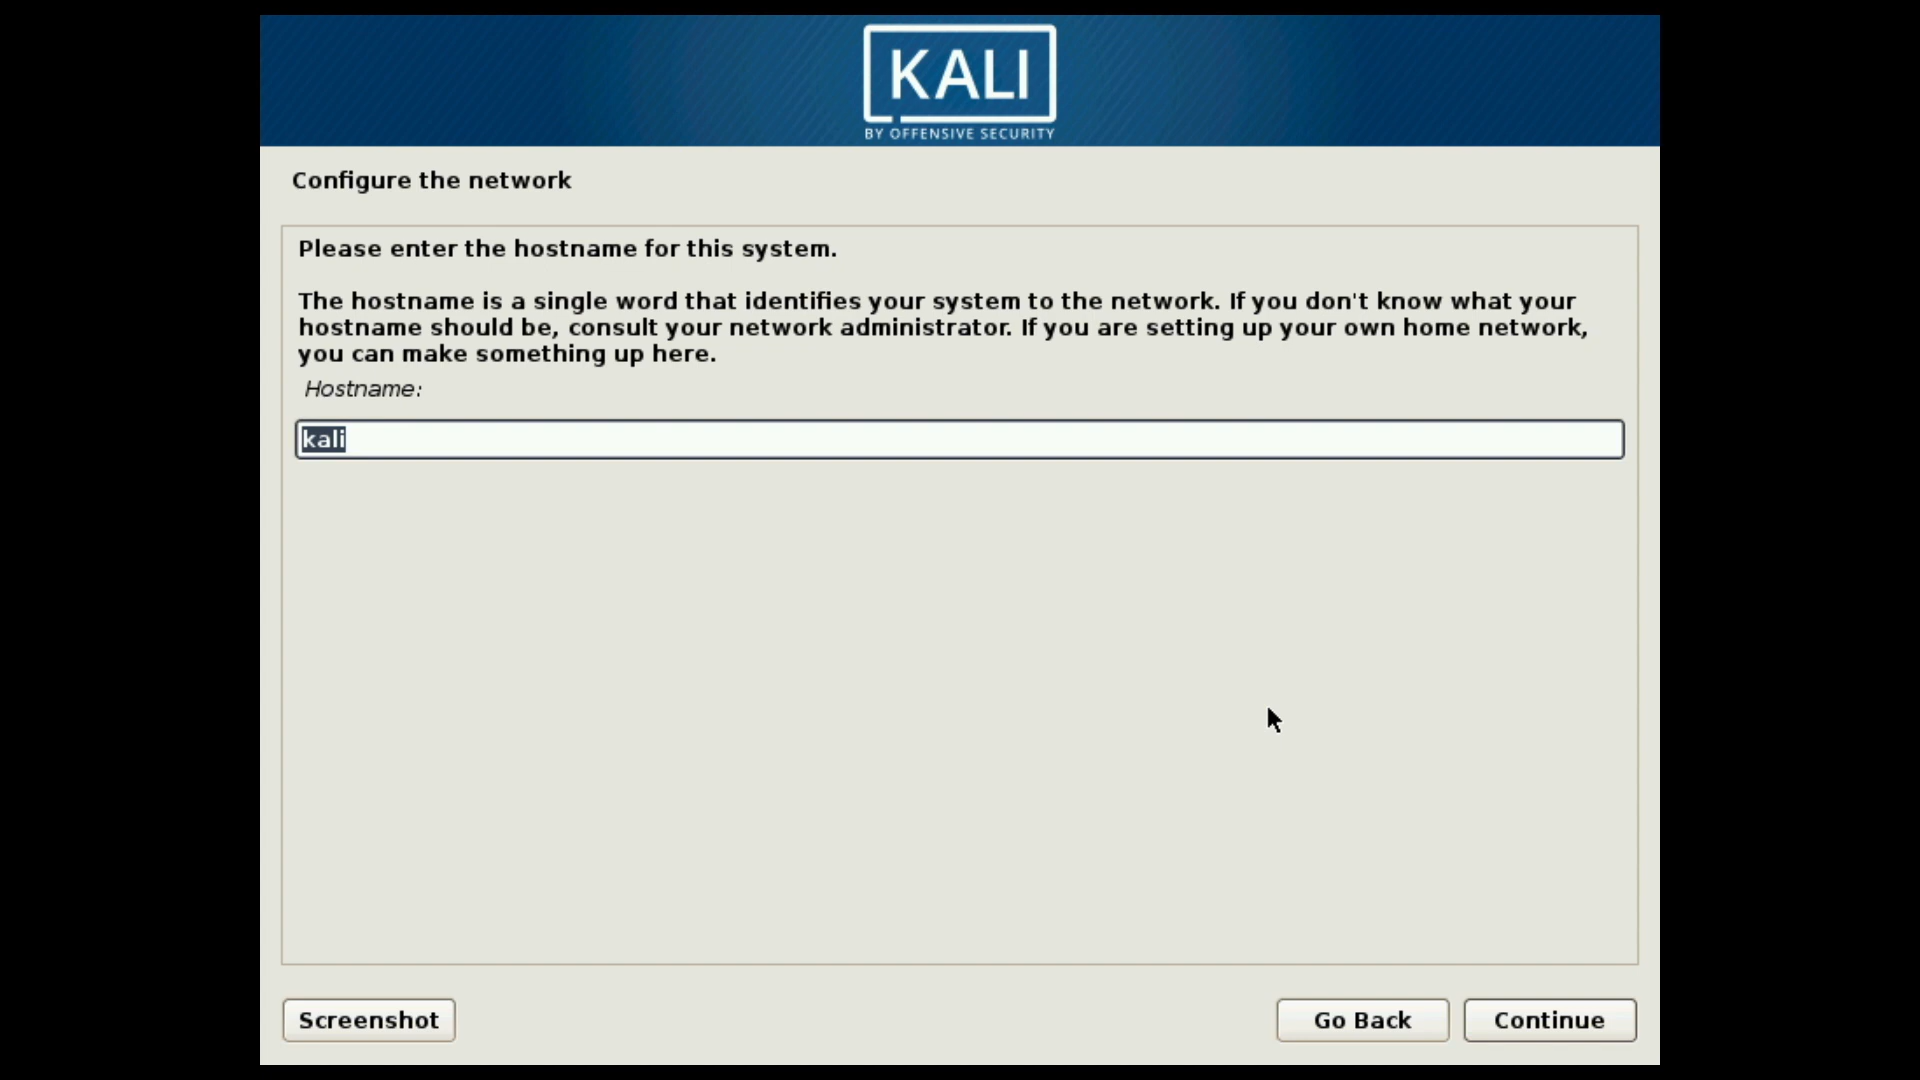 KALI
BY OFFENSIVE SECURITY
Configure the network
Please enter the hostname for this system.
The hostname is a single word that identifies your system to the network. If you don't know what your
hostname should be, consult your network administrator. If you are setting up your own home network,
you can make something up here.
Hostname:
kali
Screenshot
Go Back
Continue